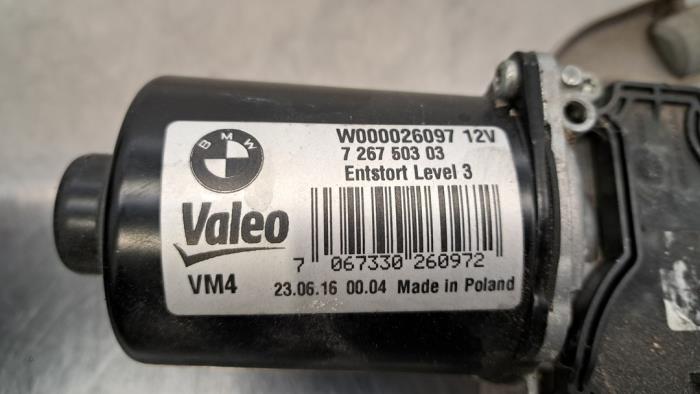 BMW
W000026097 12V
7 267 503 03
Entstort Level 3
Valeo
7 067330 260972
VM4
23.06.16 00.04 Made in Poland